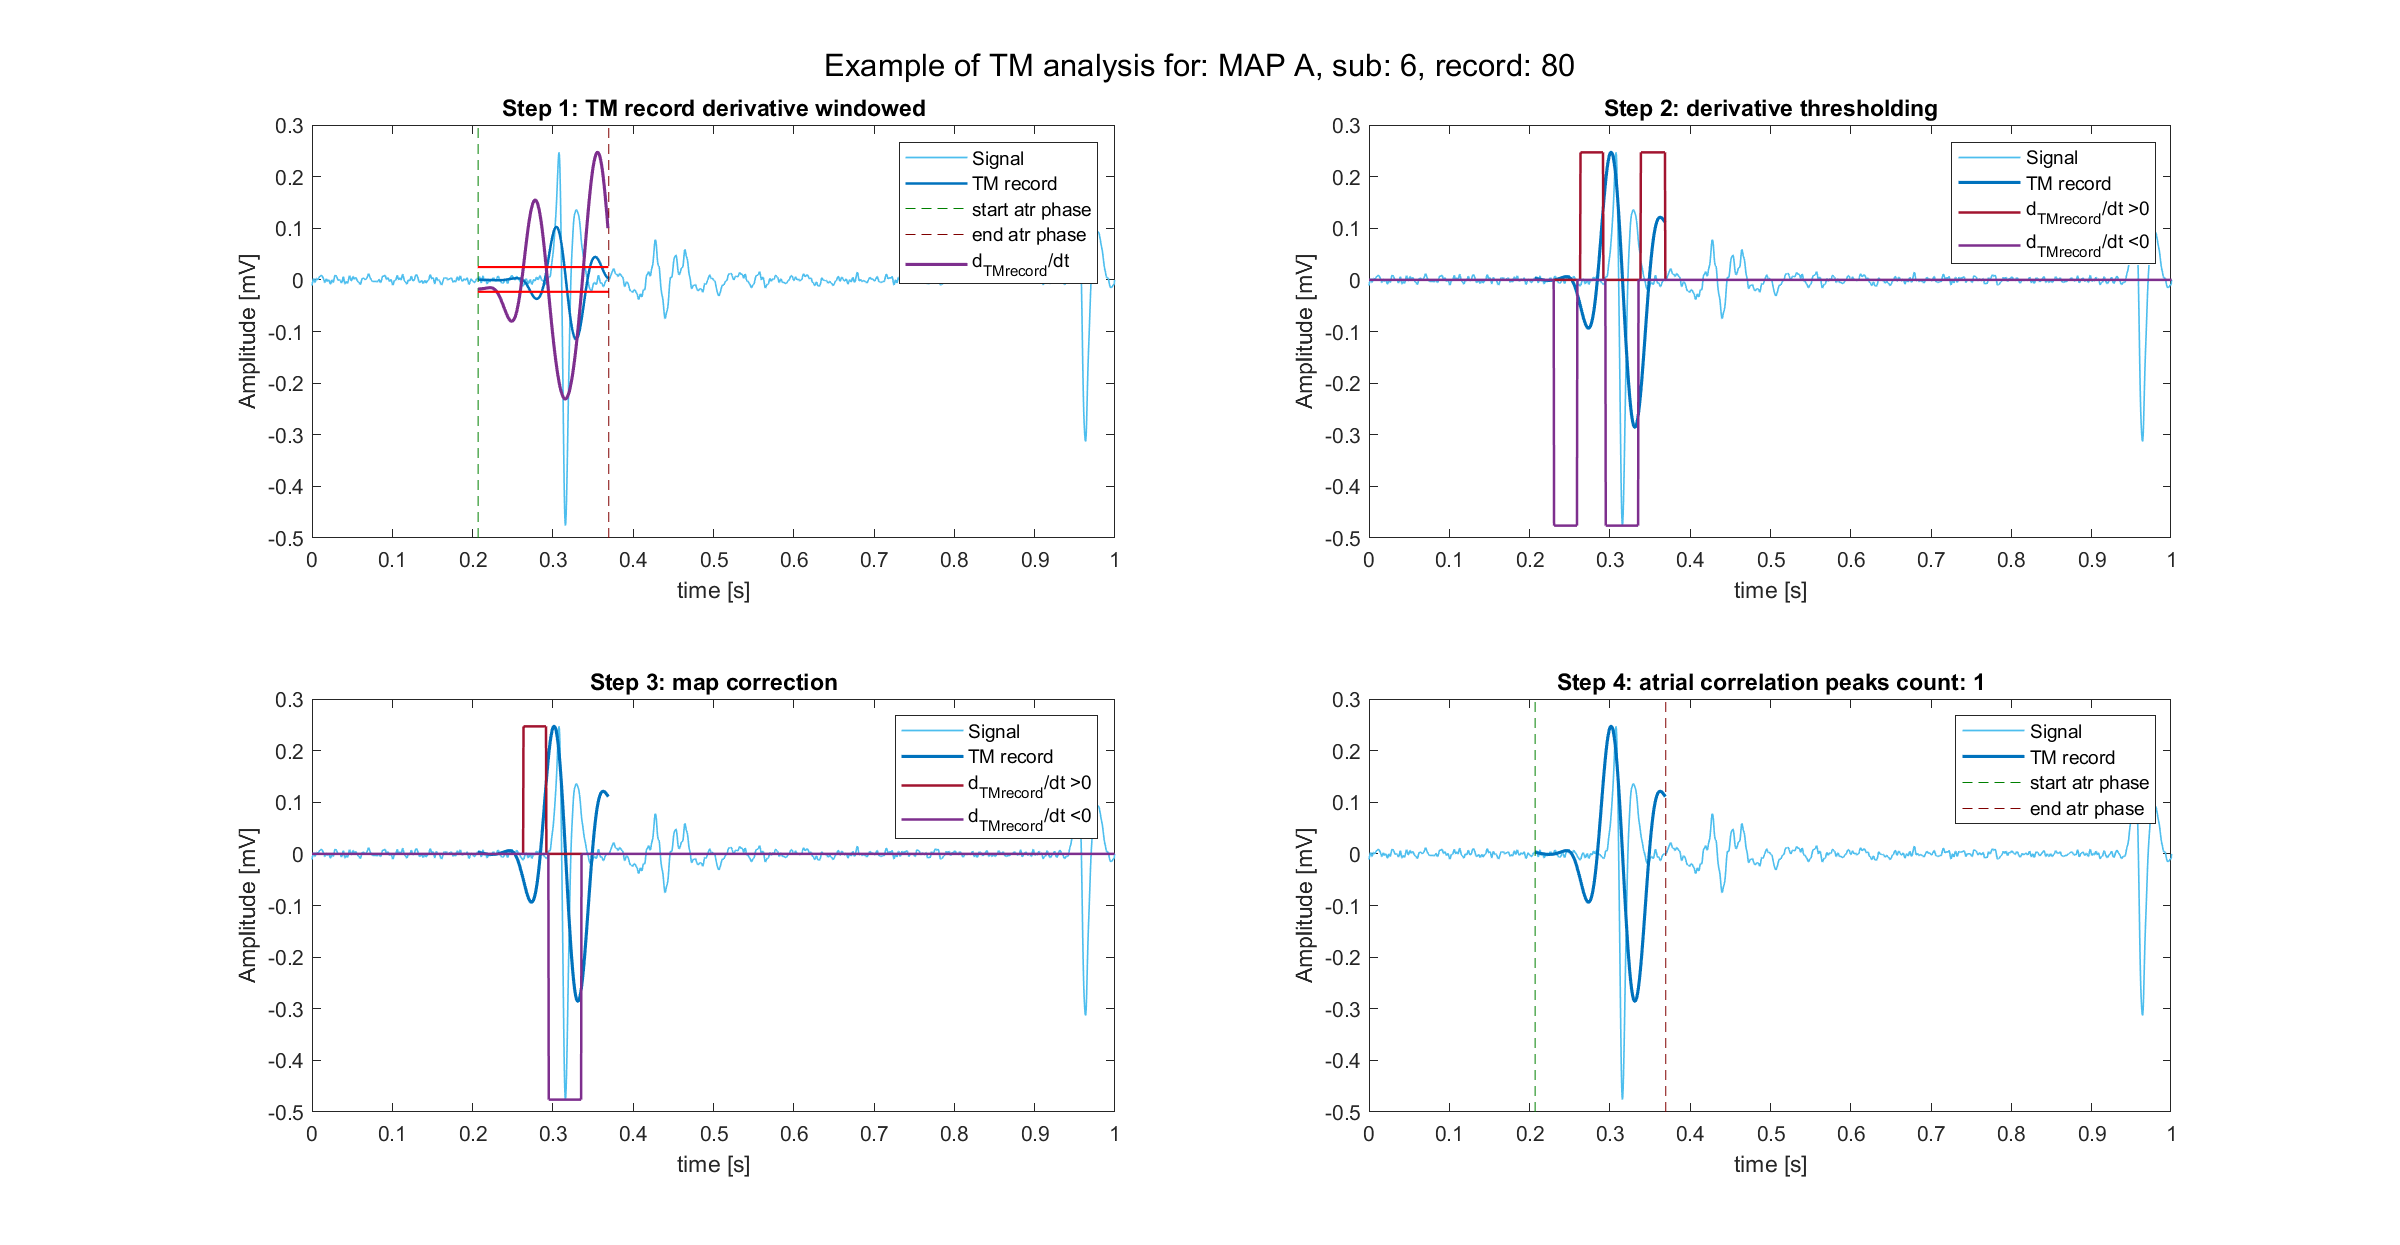 Example of TM analysis for: MAP A, sub: 6, record: 80
Step 1: TM record derivative windowed
0.3
0.2
0.1
0
-0.1
-0.2
-0.3
-0.4
-0.5
Amplitude [mV]
0 0.1 0.2 0.3 0.4 0.5 0.6 0.7 0.8 0.9 1
time [s]
Signal
TM record
start atr phase
end atr phase
dTMrecord/dt
Step 2: derivative thresholding
0.3
0.2
0.1
0
-0.1
-0.2
-0.3
-0.4
-0.5
Amplitude [mV]
0 0.1 0.2 0.3 0.4 0.5 0.6 0.7 0.8 0.9 1
time [s]
Signal
TM record
dTMrecord/dt >0
dTMrecord/dt <0
Step 3: map correction
0.3
0.2
0.1
0
-0.1
-0.2
-0.3
-0.4
-0.5
Amplitude [mV]
0 0.1 0.2 0.3 0.4 0.5 0.6 0.7 0.8 0.9 1
time [s]
Signal
TM record
dTMrecord/dt >0
dTMrecord/dt <0
Step 4: atrial correlation peaks count: 1
0.3
0.2
0.1
0
-0.1
-0.2
-0.3
-0.4
-0.5
Amplitude [mV]
0 0.1 0.2 0.3 0.4 0.5 0.6 0.7 0.8 0.9 1
time [s]
Signal
TM record
start atr phase
end atr phase